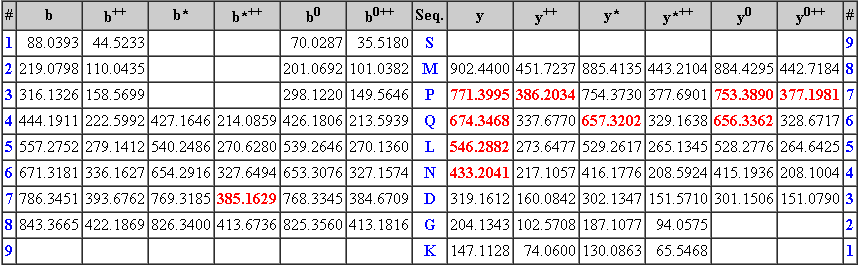 # b b++ b* b*++ b0 b0++ Seq. y y++ y* y*++ y0 y0++ #
1 88.0393 44.5233 70.0287 35.5180 S 9
2 219.0798 110.0435 201.0692 101.0382 M 902.4400 451.7237 885.4135 443.2104 884.4295 442.7184 8
3 316.1326 158.5699 298.1220 149.5646 P 771.3995 386.2034 754.3730 377.6901 753.3890 377.1981 7
4 444.1911 222.5992 427.1646 214.0859 426.1806 213.5939 Q 674.3468 337.6770 657.3202 329.1638 656.3362 328.6717 6
5 557.2752 279.1412 540.2486 270.6280 539.2646 270.1360 L 546.2882 273.6477 529.2617 265.1345 528.2776 264.6425 5
6 671.3181 336.1627 654.2916 327.6494 653.3076 327.1574 N 433.2041 217.1057 416.1776 208.5924 415.1936 208.1004 4
7 786.3451 393.6762 769.3185 385.1629 768.3345 384.6709 D 319.1612 160.0842 302.1347 151.5710 301.1506 151.0790 3
8 843.3665 422.1869 826.3400 413.6736 825.3560 413.1816 G 204.1343 102.5708 187.1077 94.0575 2
9 K 147.1128 74.0600 130.0863 65.5468 1